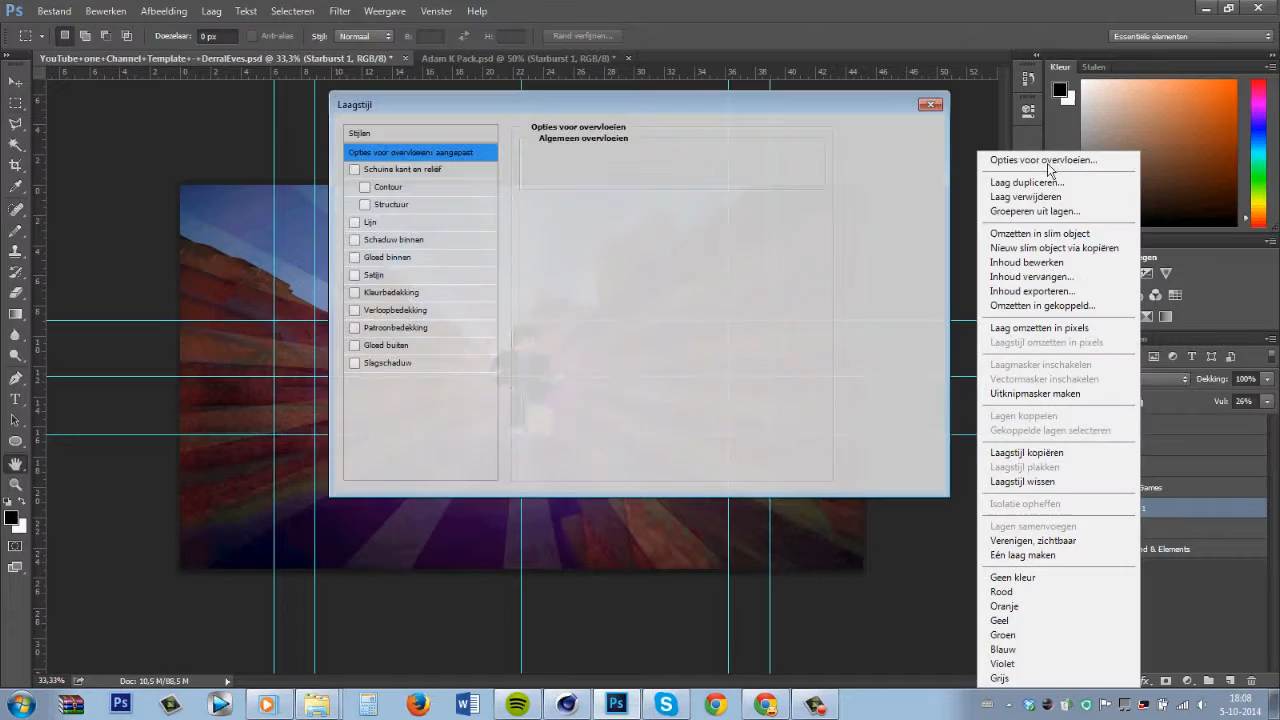 Ps Bestand Bewerken Afbeelding Laag Tekst Selecteren Filter Weergave Venster Help
Doezelaar: 0 px Anti-alias Stijl: Normaal B: H: Rand verfijnen... Essentiële elementen
YouTube+one+Channel+Template+-+DerralEves.psd @ 33,3% (Starburst 1, RGB/8) * × Adam K Pack.psd @ 50% (Starburst 1, RGB/8) * ×
Kleur Stalen
Laagstijl
Stijlen
Opties voor overvloeien: aangepast
Schuine kant en reliëf
Contour
Structuur
Lijn
Schaduw binnen
Gloed binnen
Satijn
Kleurbedekking
Verloopbedekking
Patroonbedekking
Gloed buiten
Slagschaduw
Opties voor overvloeien
Algemeen overvloeien
Opties voor overvloeien...
Laag dupliceren...
Laag verwijderen
Groeperen uit lagen...
Omzetten in slim object
Nieuw slim object via kopiëren
Inhoud bewerken
Inhoud vervangen...
Inhoud exporteren...
Omzetten in gekoppeld...
Laag omzetten in pixels
Laagstijl omzetten in pixels
Laagmasker inschakelen
Vectormasker inschakelen
Uitknipmasker maken
Lagen koppelen
Gekoppelde lagen selecteren
Laagstijl kopiëren
Laagstijl plakken
Laagstijl wissen
Isolatie opheffen
Lagen samenvoegen
Verenigen, zichtbaar
Eén laag maken
Geen kleur
Rood
Oranje
Geel
Groen
Blauw
Violet
Grijs
gen
Dekking: 100%
Vul: 26%
Games
1
nd & Elements
33,33% Doc: 10,5 M/88,5 M
18:08
5-10-2014